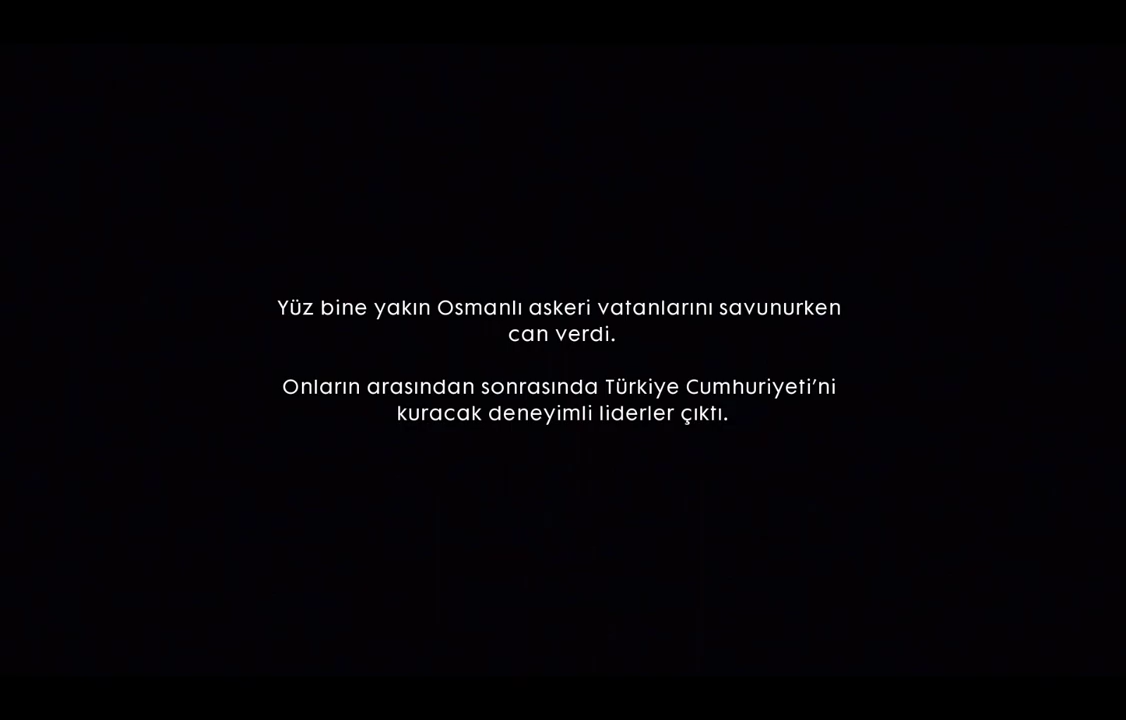 Yüz bine yakın Osmanlı askeri vatanlarını savunurken
can verdi.
Onların arasından sonrasında Türkiye Cumhuriyeti’ni
kuracak deneyimli liderler çıktı.